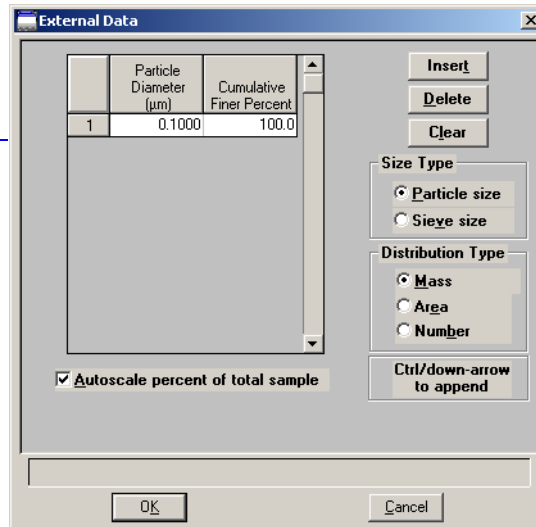 External Data
Particle
Diameter
(µm)
Cumulative
Finer Percent
1 0.1000 100.0
Autoscale percent of total sample
Insert
Delete
Clear
Size Type
Particle size
Sieve size
Distribution Type
Mass
Area
Number
Ctrl/down-arrow
to append
OK
Cancel